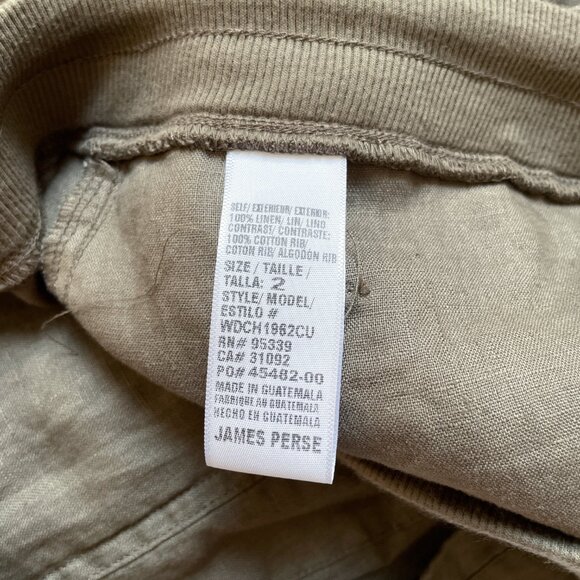 SELF/ EXTERIEUR/ EXTERIOR:
100% LINEN/ LIN/ LINO
CONTRAST/ CONTRASTE:
100% COTTON RIB/
COTON RIB/ ALGODON RIB
SIZE/ TAILLE/
TALLA: 2
STYLE/ MODEL/
ESTILO #
WDCH1962CU
RN# 95339
CA# 31092
PO# 45482-00
MADE IN GUATEMALA
FABRIQUE AU GUATEMALA
HECHO EN GUATEMALA
JAMES PERSE